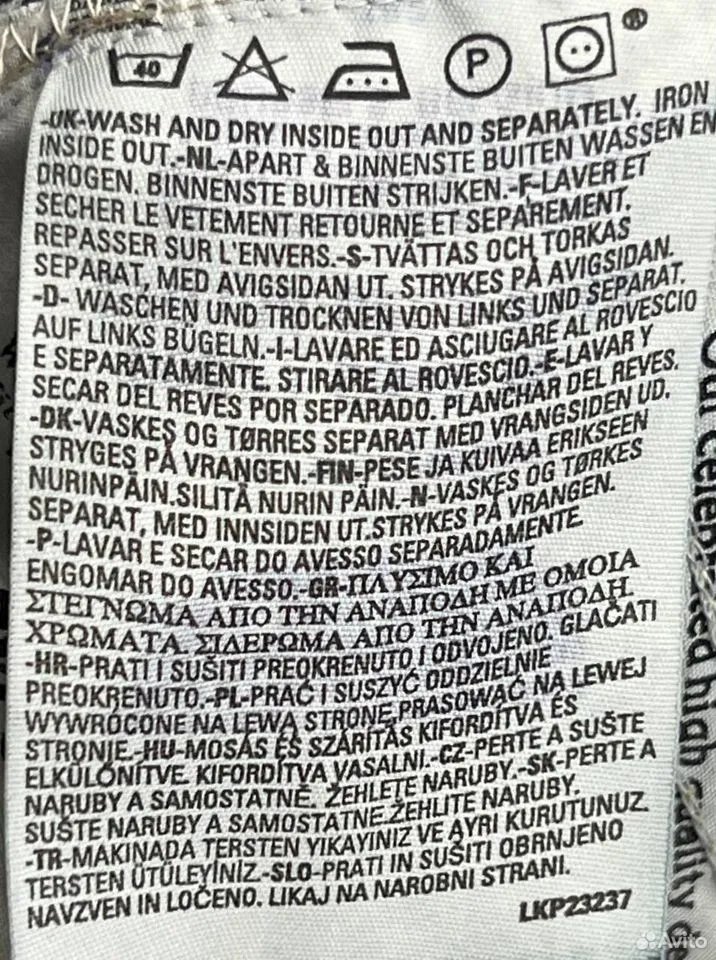 40 P ®
-UK-WASH AND DRY INSIDE OUT AND SEPARATELY. IRON
INSIDE OUT.-NL-APART & BINNENSTE BUITEN WASSEN EN
DROGEN. BINNENSTE BUITEN STRIJKEN.-F-LAVER ET
SECHER LE VETEMENT RETOURNE ET SEPAREMENT.
REPASSER SUR L'ENVERS.-S-TVÄTTAS OCH TORKAS
SEPARAT, MED AVIGSIDAN UT. STRYKES PÅ AVIGSIDAN.
-D- WASCHEN UND TROCKNEN VON LINKS UND SEPARAT.
AUF LINKS BÜGELN.-I-LAVARE ED ASCIUGARE AL ROVESCIO
E SEPARATAMENTE. STIRARE AL ROVESCIO.-E-LAVAR Y
SECAR DEL REVES POR SEPARADO. PLANCHAR DEL REVES.
-DK-VASKES OG TØRRES SEPARAT MED VRANGSIDEN UD.
STRYGES PÅ VRANGEN.-FIN-PESE JA KUIVAA ERIKSEEN
NURINPÄIN.SILITÄ NURIN PÄIN.-N-VASKES OG TØRKES
SEPARAT, MED INNSIDEN UT.STRYKES PÅ VRANGEN.
-P-LAVAR E SECAR DO AVESSO SEPARADAMENTE
ENGOMAR DO AVESSO.-GR-ΠΛΥΣΙΜΟ ΚΑΙ
ΣΤΕΓΝΩΜΑ ΑΠΟ ΤΗΝ ΑΝΑΠΟΔΗ ΜΕ ΟΜΟΙΑ
ΧΡΩΜΑΤΑ. ΣΙΔΕΡΩΜΑ ΑΠΟ ΤΗΝ ΑΝΑΠΟΔΗ.
-HR-PRATI I SUŠITI PREOKRENUTO I ODVOJENO. GLAČATI
PREOKRENUTO.-PL-PRAĆ I SUSZYĆ ODDZIELNIE
WYWRÓCONE NA LEWĄ STRONĘ,PRASOWAĆ NA LEWEJ
STRONJE.-HU-MOSÁS ÉS SZÁRÍTÁS KIFORDÍTVA ÉS
ELKÜLÖNÍTVE. KIFORDÍTVA VASALNI.-CZ-PERTE A SUŠTE
NARUBY A SAMOSTATNĚ. ŽEHLETE NARUBY.-SK-PERTE A
SUŠTE NARUBY A SAMOSTATNE.ŽEHLITE NARUBY.
-TR-MAKINADA TERSTEN YIKAYINIZ VE AYRI KURUTUNUZ.
TERSTEN ÜTÜLEYİNİZ.-SLO-PRATI IN SUŠITI OBRNJENO
NAVZVEN IN LOČENO. LIKAJ NA NAROBNI STRANI.
LKP23237
high quality
Avito